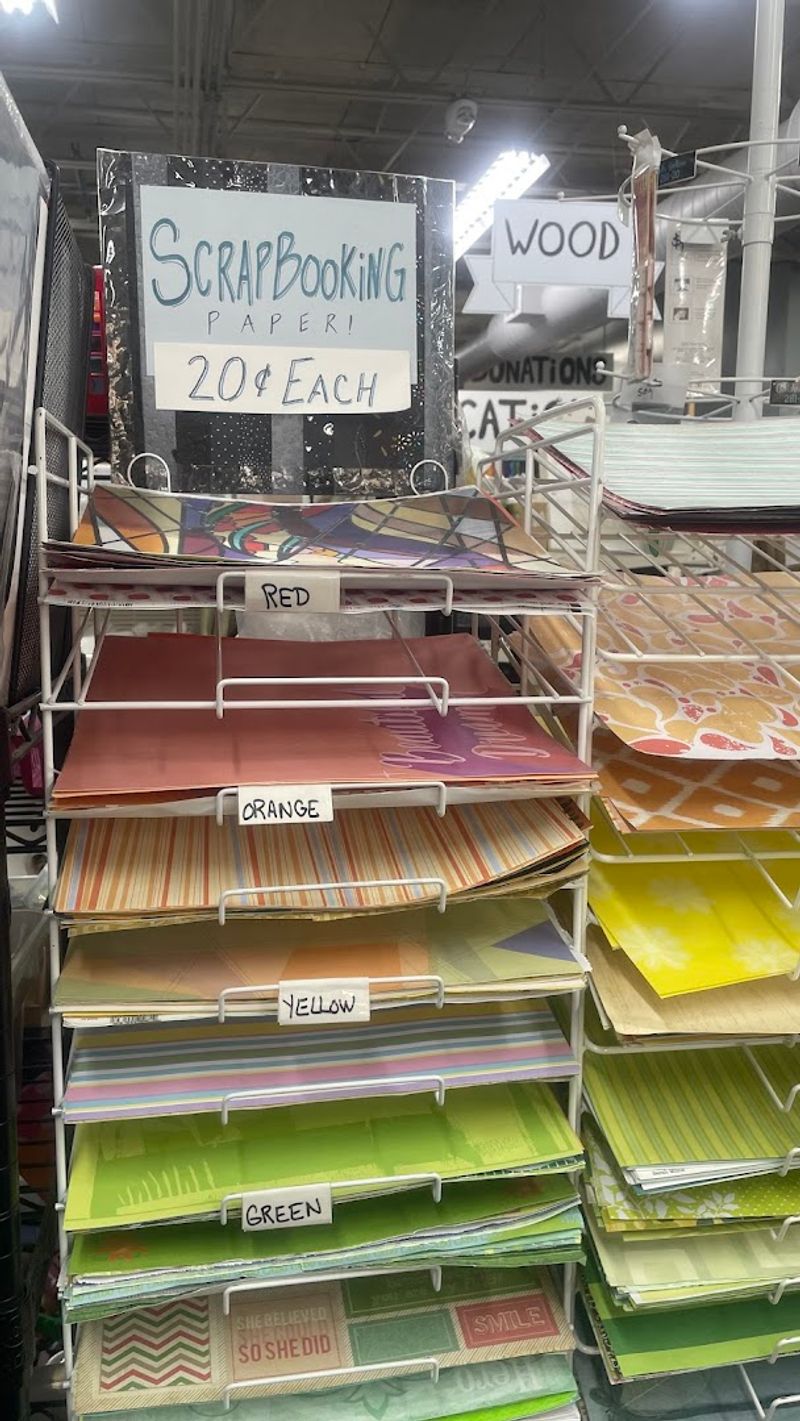 SCRAPBOOKING
PAPER!
20¢ EACH
WOOD
DONATIONS
RED
ORANGE
YELLOW
GREEN
SHE BELIEVED
SO SHE DID
SMILE